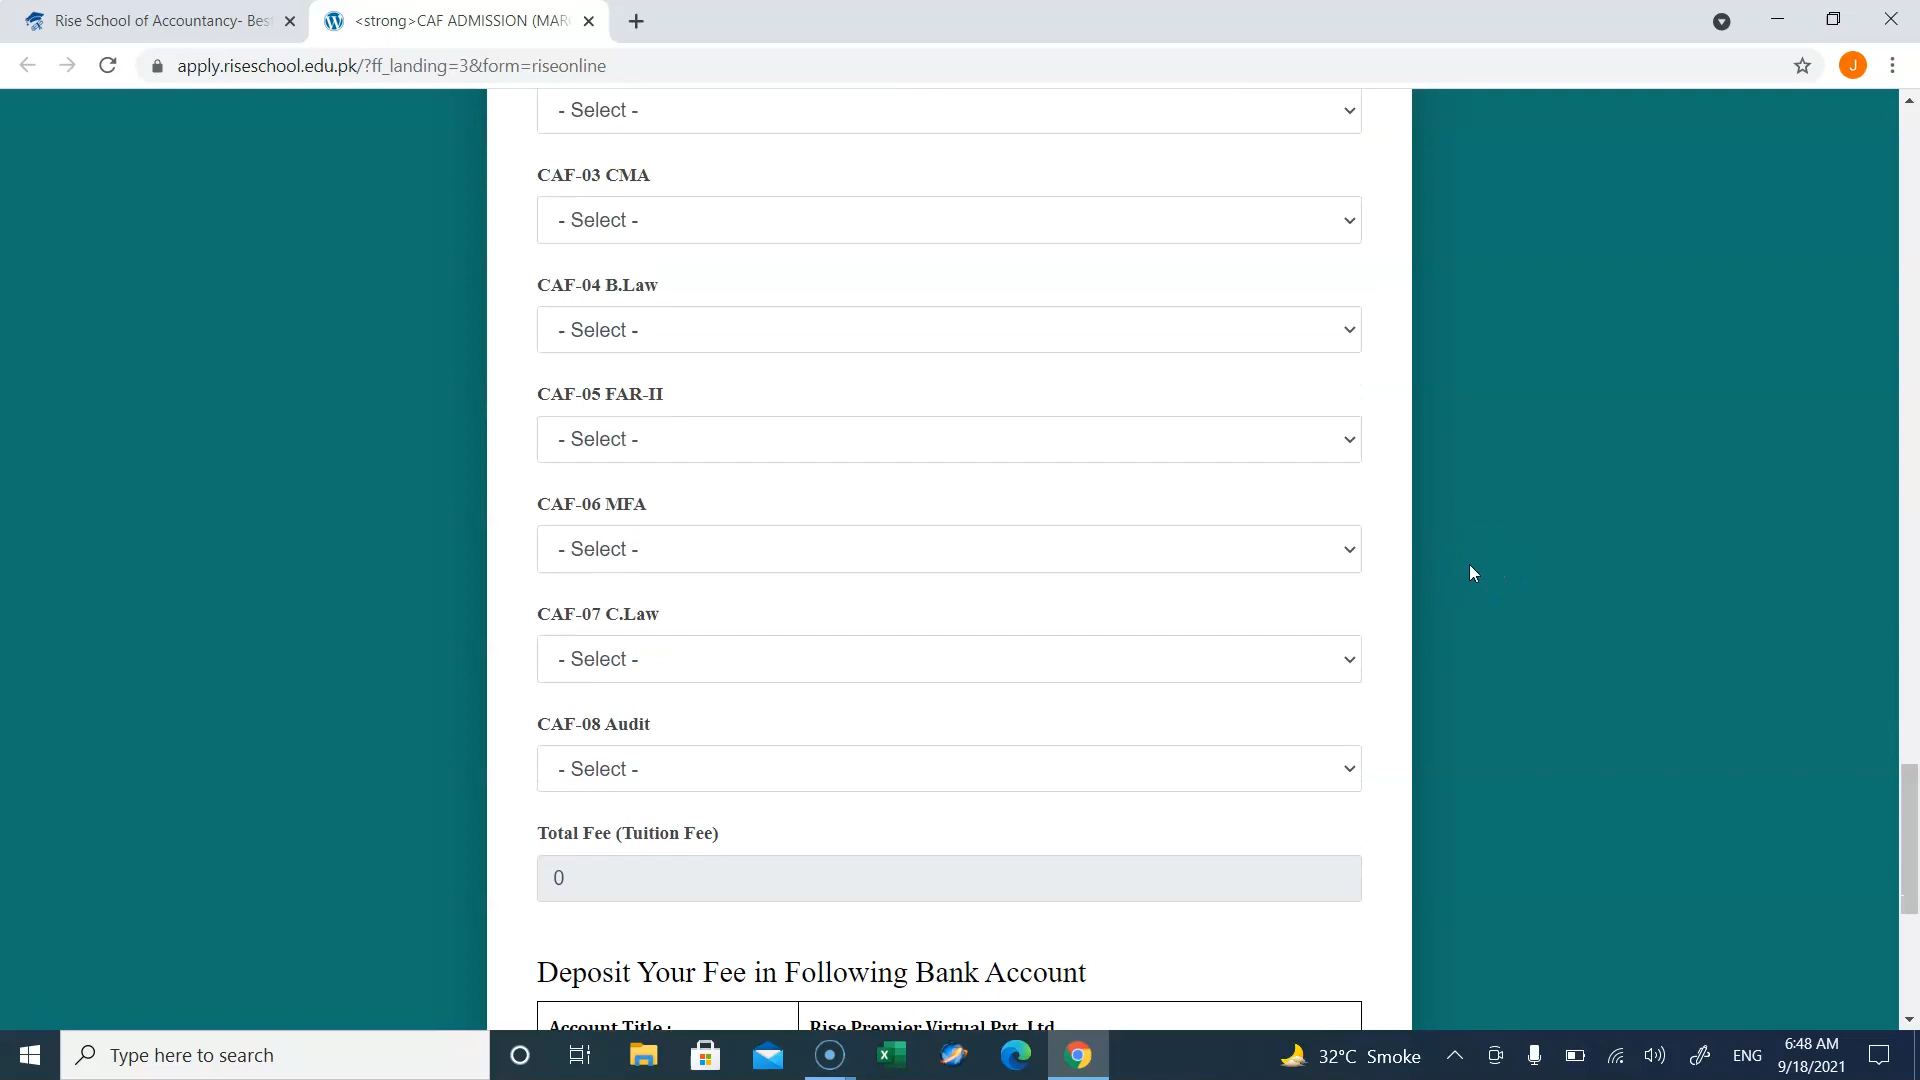 Rise School of Accountancy- Bes
<strong>CAF ADMISSION (MAR
apply.riseschool.edu.pk/?ff_landing=3&form=riseonline
J
- Select -
CAF-03 CMA
- Select -
CAF-04 B.Law
- Select -
CAF-05 FAR-II
- Select -
CAF-06 MFA
- Select -
CAF-07 C.Law
- Select -
CAF-08 Audit
- Select -
Total Fee (Tuition Fee)
0
Deposit Your Fee in Following Bank Account
Account Title : Rise Premier Virtual Pvt. Ltd
Type here to search
32°C Smoke
ENG
6:48 AM
9/18/2021